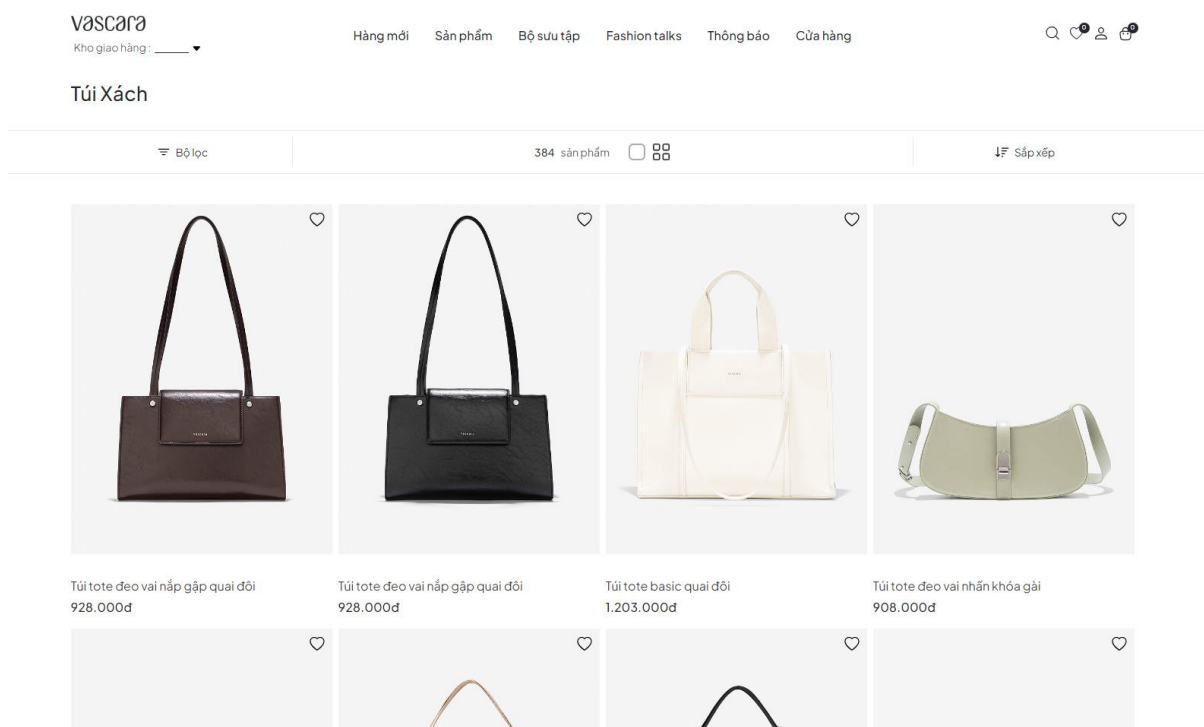 vascara
Kho giao hàng :
Hàng mới Sản phẩm Bộ sưu tập Fashion talks Thông báo Cửa hàng
0 0
Túi Xách
Bộ lọc 384 sản phẩm Sắp xếp
Túi tote đeo vai nắp gập quai đôi
928.000đ
Túi tote đeo vai nắp gập quai đôi
928.000đ
Túi tote basic quai đôi
1.203.000đ
Túi tote đeo vai nhấn khóa gài
908.000đ